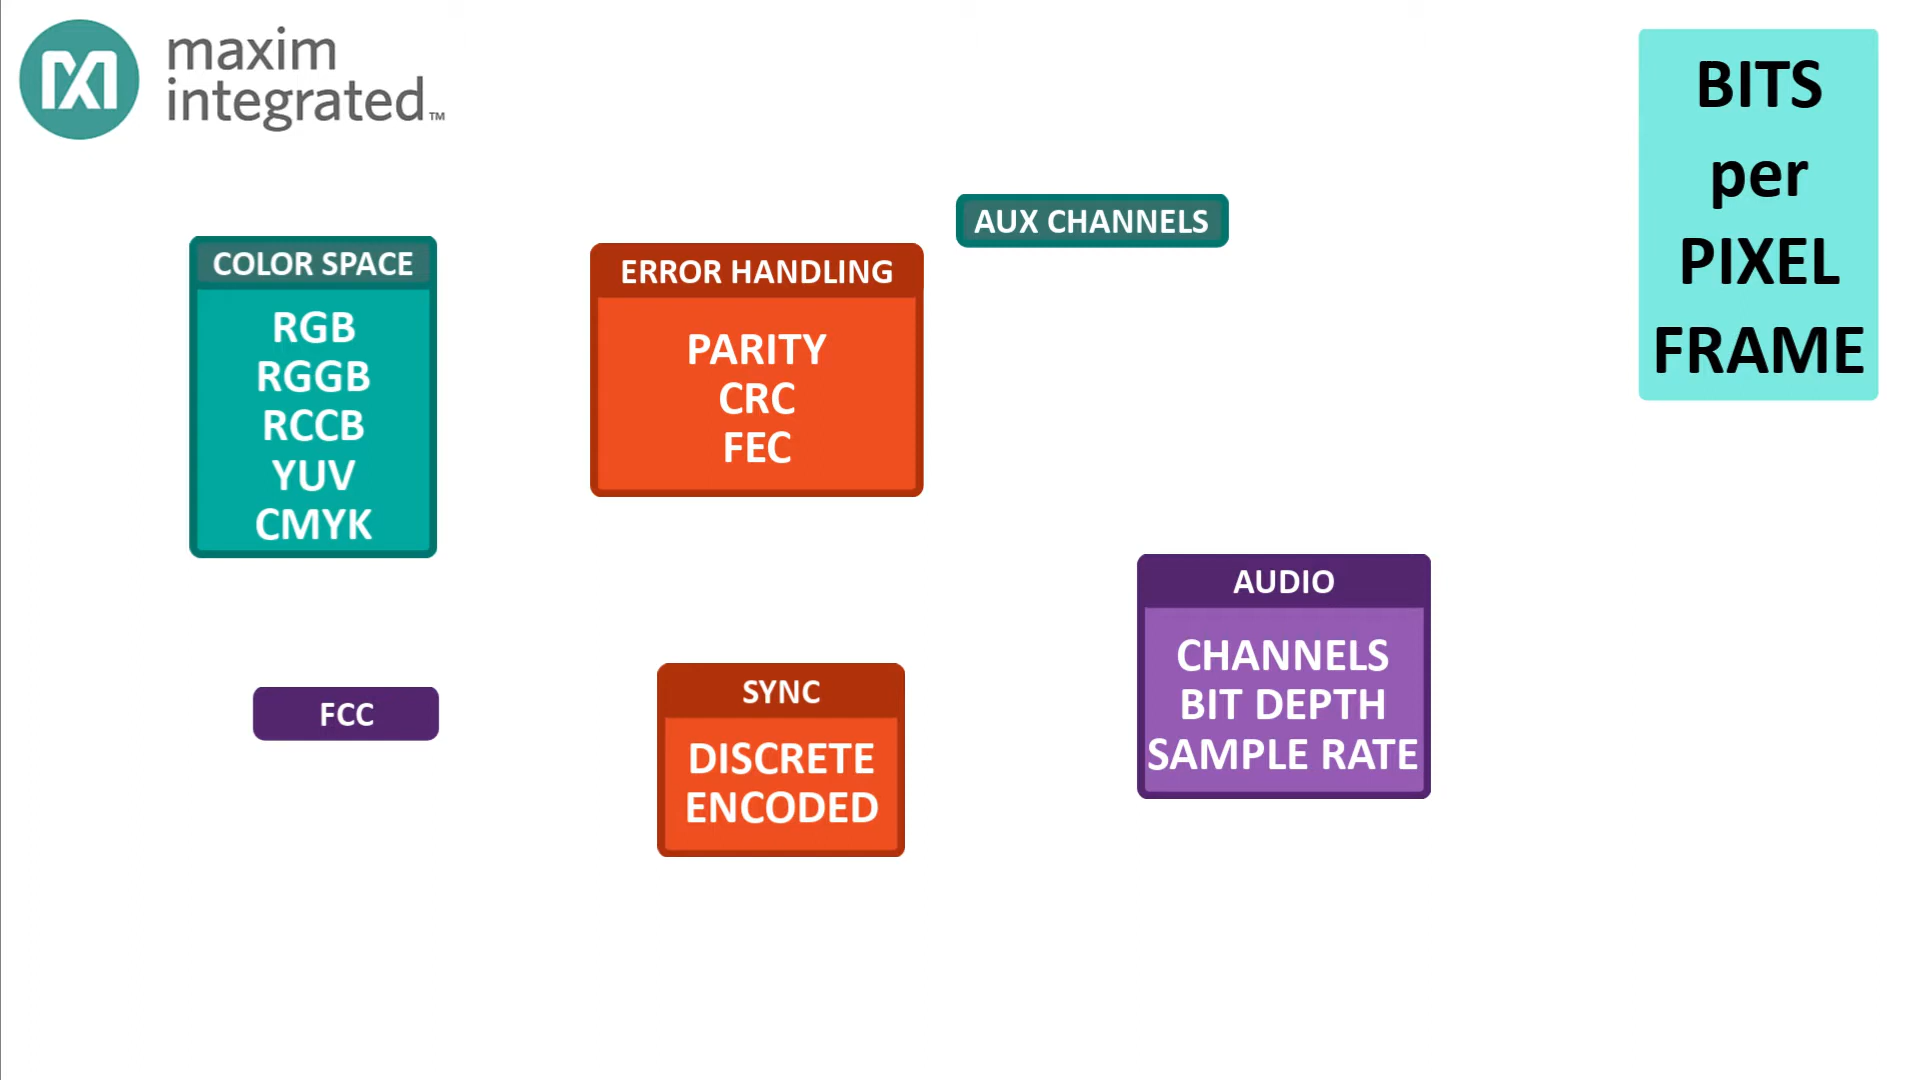 maxim
integrated™
BITS
per
PIXEL
FRAME
AUX CHANNELS
COLOR SPACE
RGB
RGGB
RCCB
YUV
CMYK
ERROR HANDLING
PARITY
CRC
FEC
AUDIO
CHANNELS
BIT DEPTH
SAMPLE RATE
FCC
SYNC
DISCRETE
ENCODED